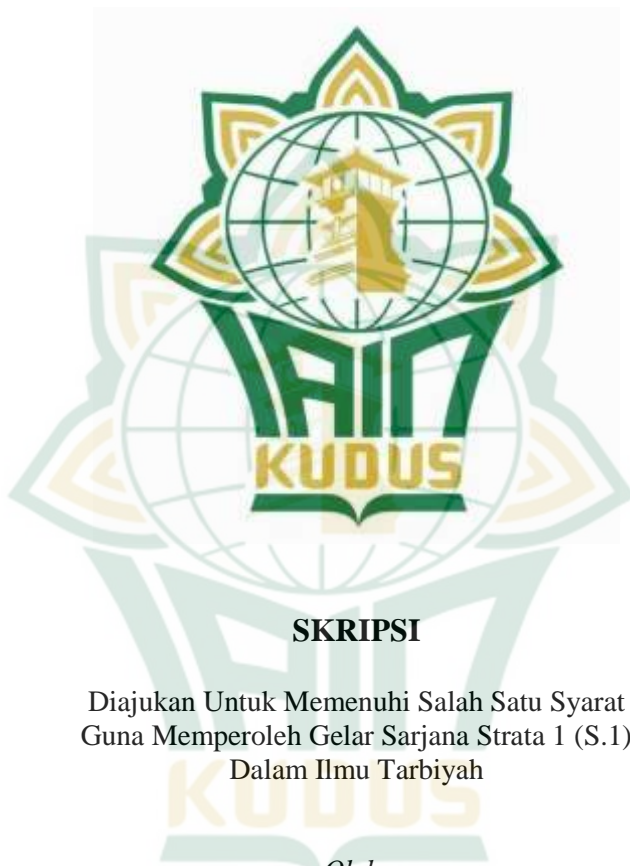 IAIN
KUDUS
SKRIPSI
Diajukan Untuk Memenuhi Salah Satu Syarat
Guna Memperoleh Gelar Sarjana Strata 1 (S.1)
Dalam Ilmu Tarbiyah